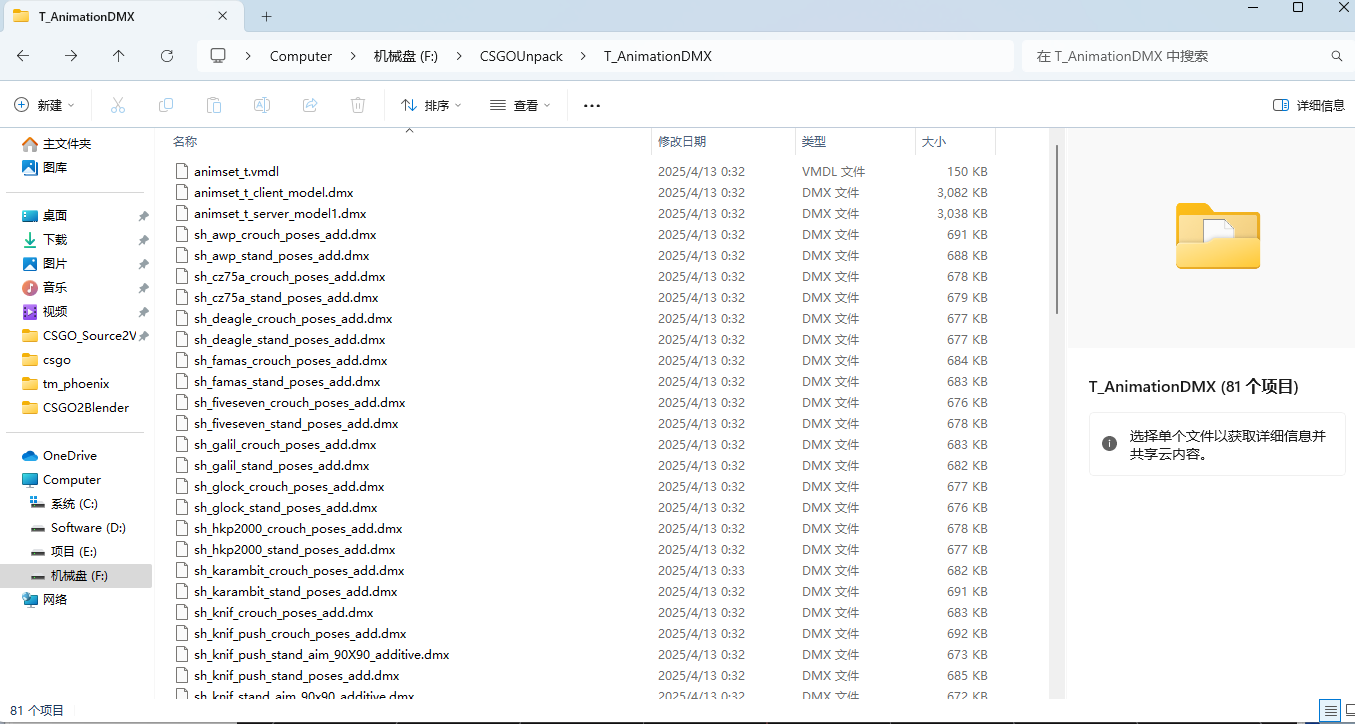 T_AnimationDMX
Computer > 机械盘 (F:) > CSGOUnpack > T_AnimationDMX
在 T_AnimationDMX 中搜索
新建 排序 查看 ... 详细信息
主文件夹
图库
桌面
下载
图片
音乐
视频
CSGO_Source2V
csgo
tm_phoenix
CSGO2Blender
OneDrive
Computer
系统 (C:)
Software (D:)
项目 (E:)
机械盘 (F:)
网络
名称 修改日期 类型 大小
animset_t.vmdl 2025/4/13 0:32 VMDL 文件 150 KB
animset_t_client_model.dmx 2025/4/13 0:32 DMX 文件 3,082 KB
animset_t_server_model1.dmx 2025/4/13 0:32 DMX 文件 3,038 KB
sh_awp_crouch_poses_add.dmx 2025/4/13 0:32 DMX 文件 691 KB
sh_awp_stand_poses_add.dmx 2025/4/13 0:32 DMX 文件 688 KB
sh_cz75a_crouch_poses_add.dmx 2025/4/13 0:32 DMX 文件 678 KB
sh_cz75a_stand_poses_add.dmx 2025/4/13 0:32 DMX 文件 679 KB
sh_deagle_crouch_poses_add.dmx 2025/4/13 0:32 DMX 文件 677 KB
sh_deagle_stand_poses_add.dmx 2025/4/13 0:32 DMX 文件 677 KB
sh_famas_crouch_poses_add.dmx 2025/4/13 0:32 DMX 文件 684 KB
sh_famas_stand_poses_add.dmx 2025/4/13 0:32 DMX 文件 683 KB
sh_fiveseven_crouch_poses_add.dmx 2025/4/13 0:32 DMX 文件 676 KB
sh_fiveseven_stand_poses_add.dmx 2025/4/13 0:32 DMX 文件 678 KB
sh_galil_crouch_poses_add.dmx 2025/4/13 0:32 DMX 文件 683 KB
sh_galil_stand_poses_add.dmx 2025/4/13 0:32 DMX 文件 682 KB
sh_glock_crouch_poses_add.dmx 2025/4/13 0:32 DMX 文件 677 KB
sh_glock_stand_poses_add.dmx 2025/4/13 0:32 DMX 文件 676 KB
sh_hkp2000_crouch_poses_add.dmx 2025/4/13 0:32 DMX 文件 678 KB
sh_hkp2000_stand_poses_add.dmx 2025/4/13 0:32 DMX 文件 677 KB
sh_karambit_crouch_poses_add.dmx 2025/4/13 0:33 DMX 文件 682 KB
sh_karambit_stand_poses_add.dmx 2025/4/13 0:32 DMX 文件 691 KB
sh_knif_crouch_poses_add.dmx 2025/4/13 0:32 DMX 文件 683 KB
sh_knif_push_crouch_poses_add.dmx 2025/4/13 0:32 DMX 文件 692 KB
sh_knif_push_stand_aim_90X90_additive.dmx 2025/4/13 0:32 DMX 文件 673 KB
sh_knif_push_stand_poses_add.dmx 2025/4/13 0:32 DMX 文件 685 KB
sh_knif_stand_aim_90x90_additive.dmx 2025/4/13 0:32 DMX 文件 672 KB
T_AnimationDMX (81 个项目)
选择单个文件以获取详细信息并
共享云内容。
81 个项目